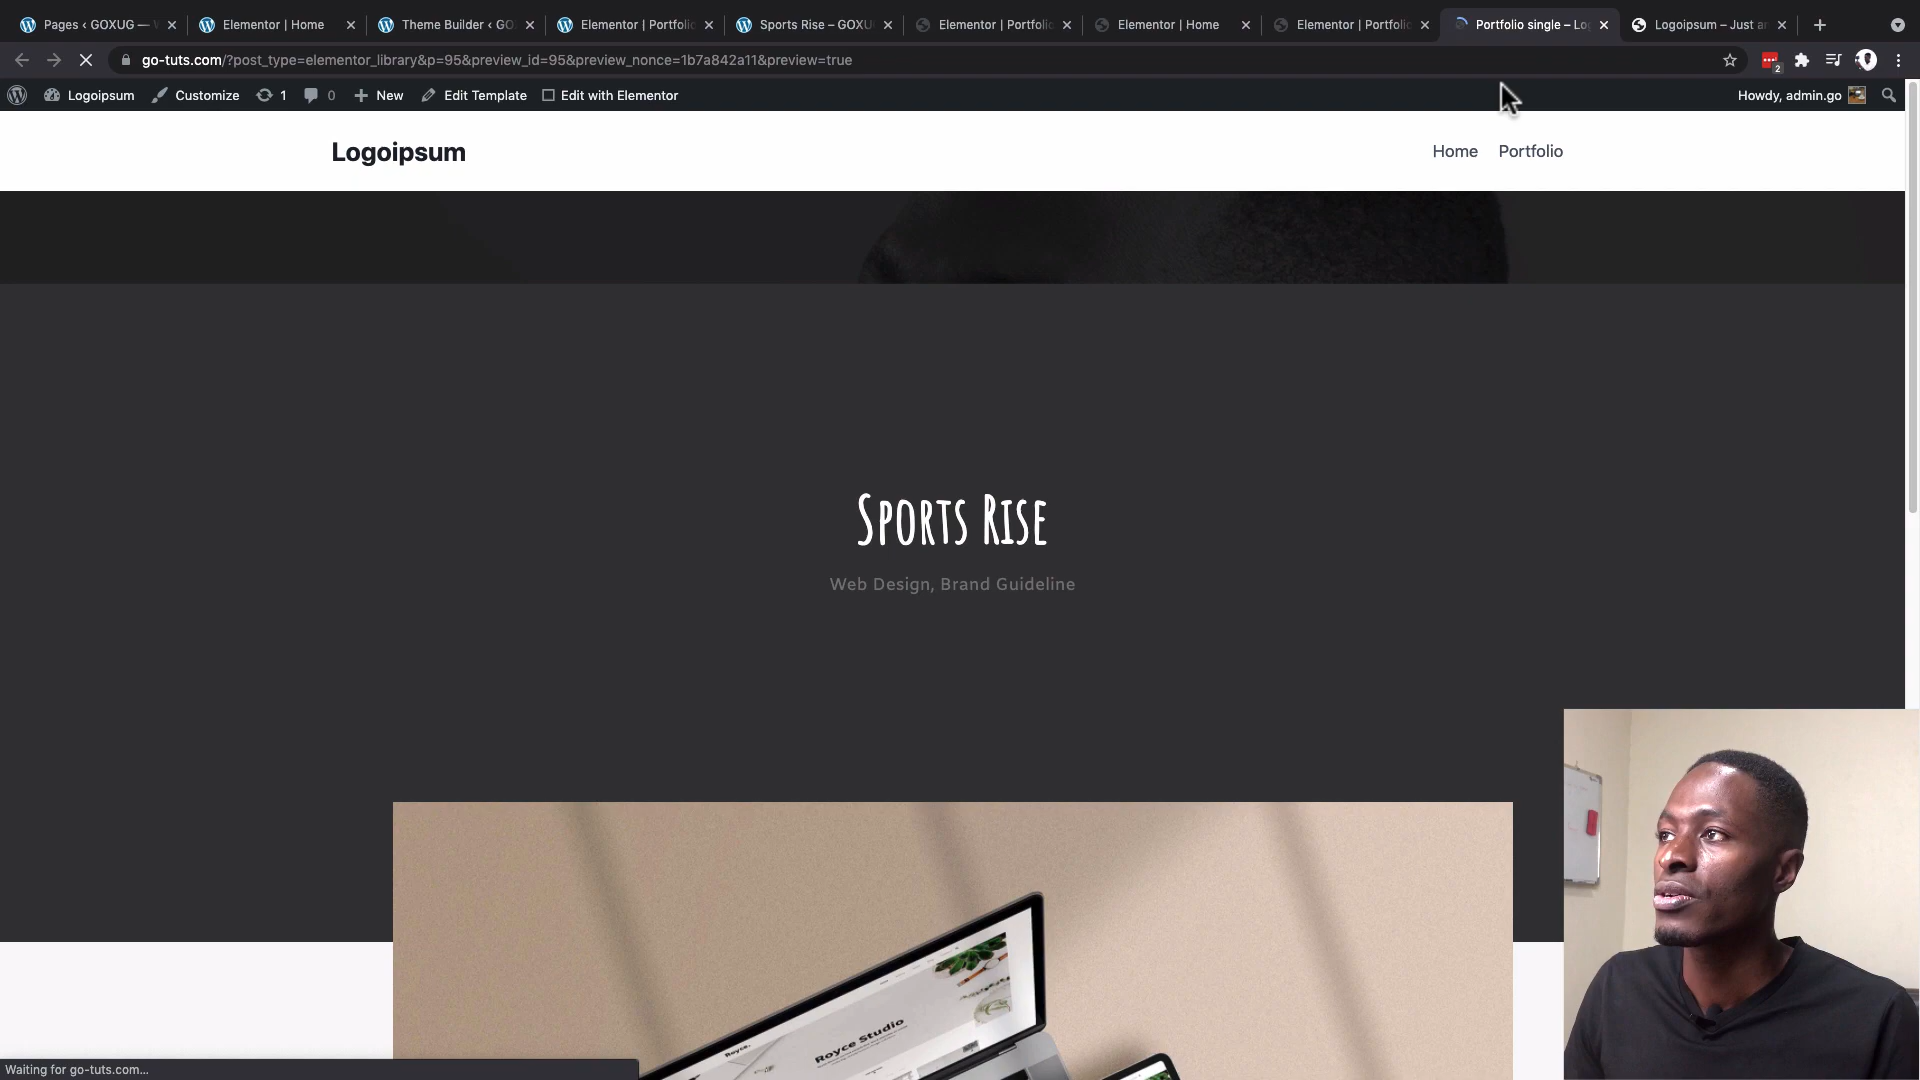 Pages ‹ GOXUG — W
Elementor | Home
Theme Builder ‹ GO
Elementor | Portfolio
Sports Rise – GOXU
Elementor | Portfolio
Elementor | Home
Elementor | Portfolio
Portfolio single – Lo
Logoipsum – Just a
go-tuts.com/?post_type=elementor_library&p=95&preview_id=95&preview_nonce=1b7a842a11&preview=true
2
Logoipsum
Customize
1
0
New
Edit Template
Edit with Elementor
Howdy, admin.go
Logoipsum
Home
Portfolio
Sports Rise
Web Design, Brand Guideline
Royce.
Royce Studio
Waiting for go-tuts.com...